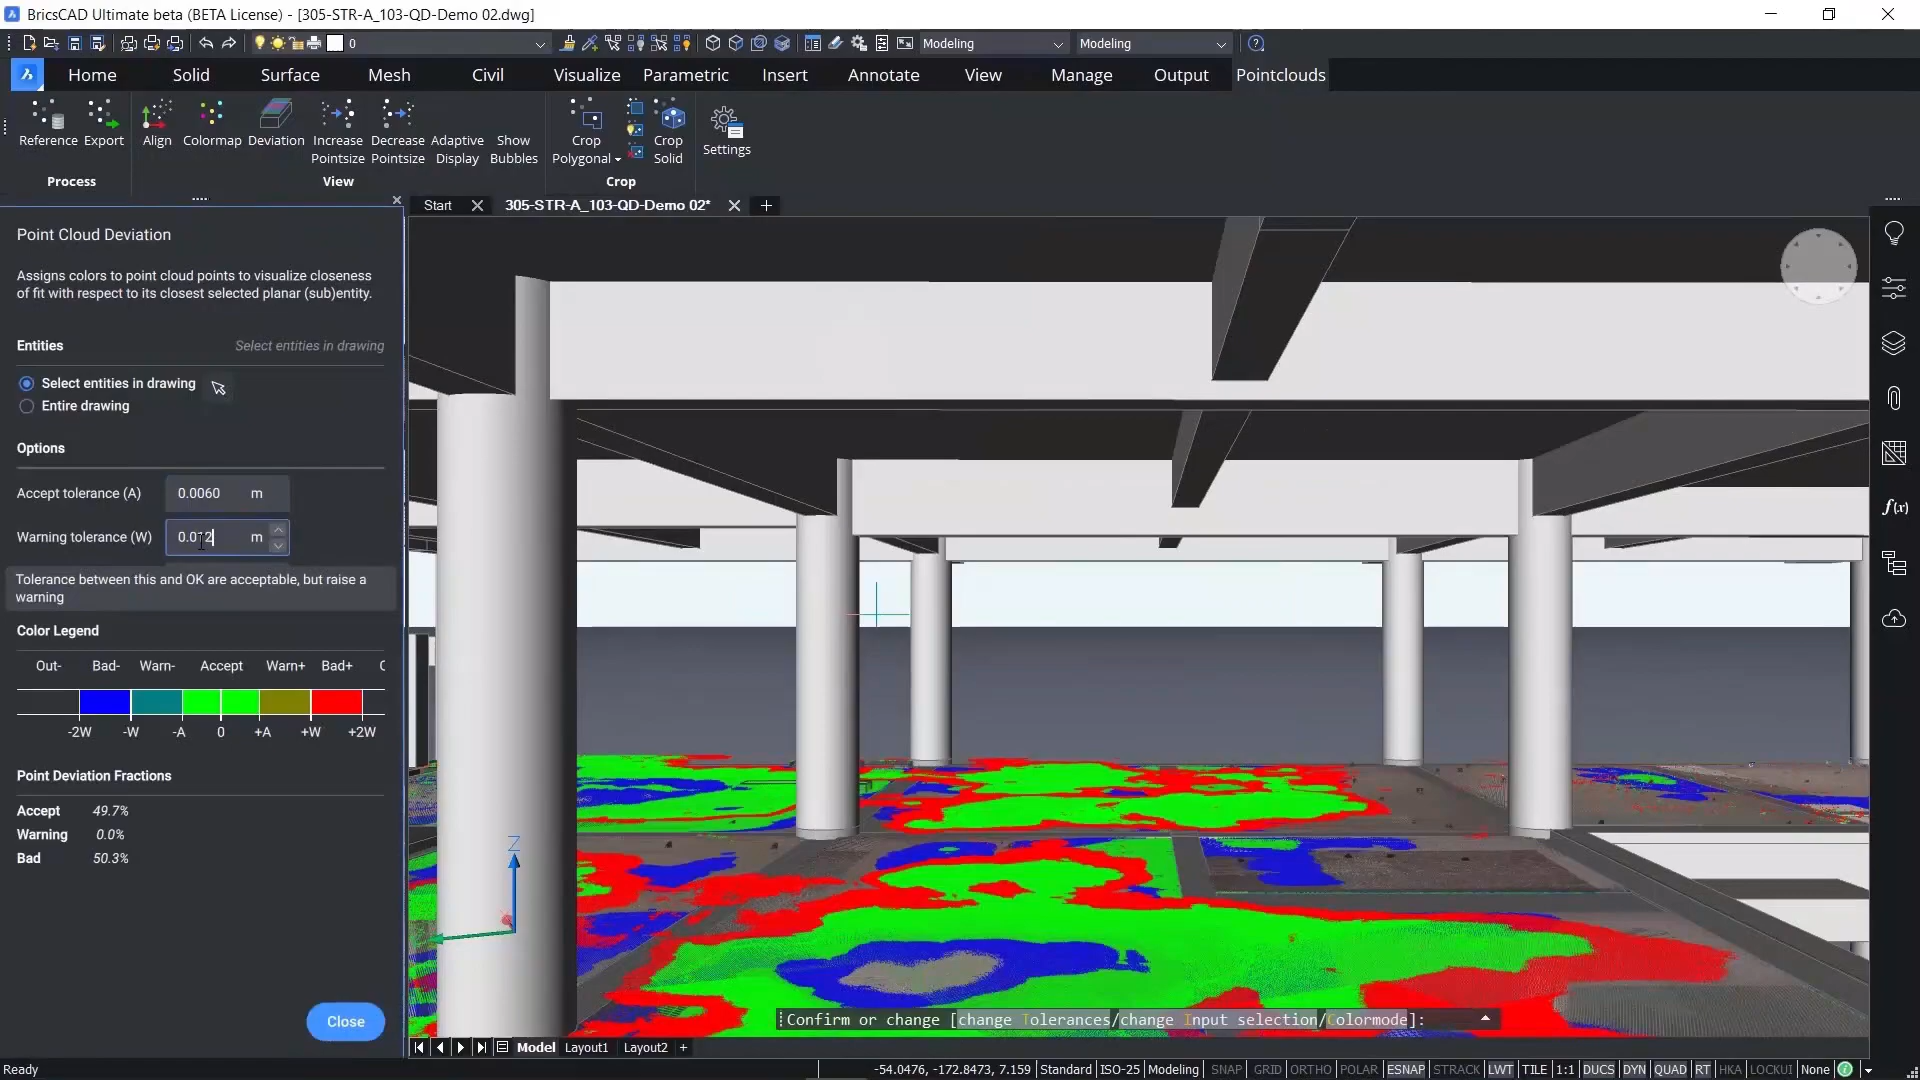 BricsCAD Ultimate beta (BETA License) - [305-STR-A_103-QD-Demo 02.dwg]
0
Modeling
Modeling
Home Solid Surface Mesh Civil Visualize Parametric Insert Annotate View Manage Output Pointclouds
Reference Export Align Colormap Deviation Increase Pointsize Decrease Pointsize Adaptive Display Show Bubbles Crop Polygonal Crop Solid Settings
Process View Crop
Start 305-STR-A_103-QD-Demo 02*
Point Cloud Deviation
Assigns colors to point cloud points to visualize closeness
of fit with respect to its closest selected planar (sub)entity.
Entities Select entities in drawing
Select entities in drawing
Entire drawing
Options
Accept tolerance (A) 0.0060 m
Warning tolerance (W) 0.012 m
Tolerance between this and OK are acceptable, but raise a
warning
Color Legend
Out- Bad- Warn- Accept Warn+ Bad+
-2W -W -A 0 +A +W +2W
Point Deviation Fractions
Accept 49.7%
Warning 0.0%
Bad 50.3%
Close
Z
f(x)
Confirm or change [change Tolerances/change Input selection/Colormode]:
Model Layout1 Layout2 +
Ready
-54.0476, -172.8473, 7.159 Standard ISO-25 Modeling SNAP GRID ORTHO POLAR ESNAP STRACK LWT TILE 1:1 DUCS DYN QUAD RT HKA LOCKUI None